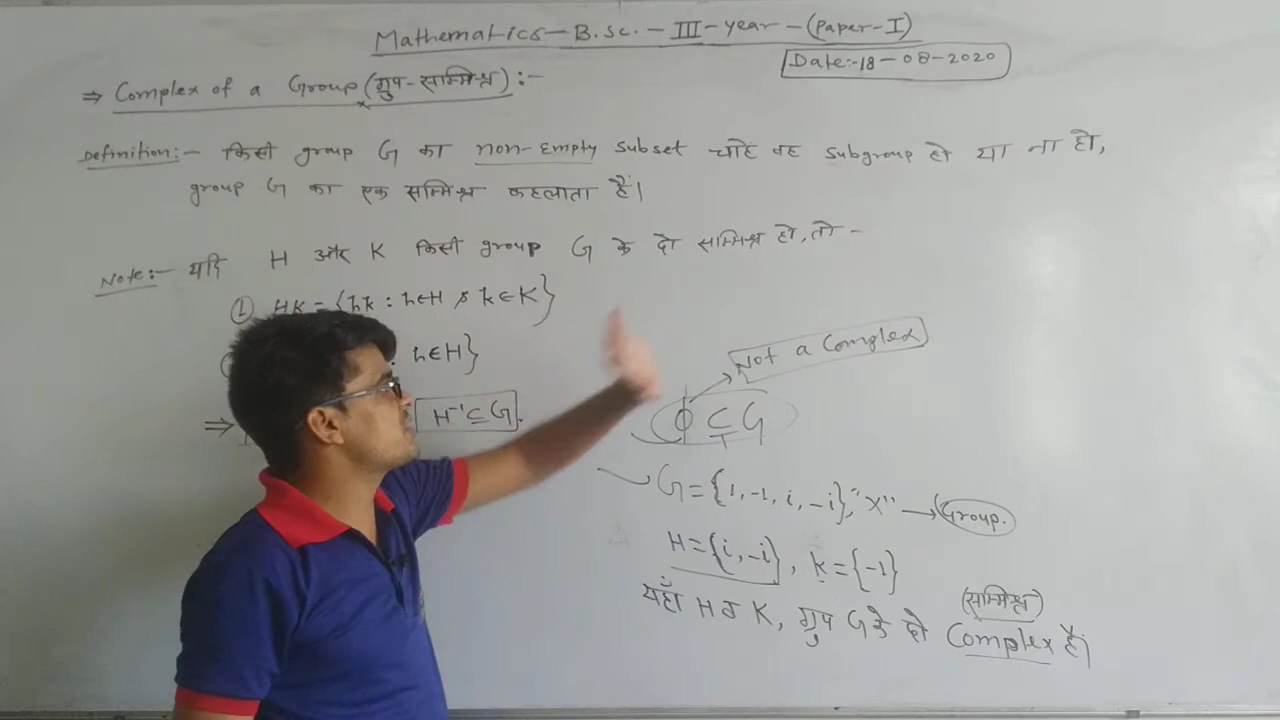 Mathematics-B.sc.-III-year-(Paper-I)
Date:-18-08-2020
⇒ Complex of a Group (ग्रुप-सम्मिश्र):-
Definition:- किसी group G का non-Empty subset चाहे वह subgroup हो या ना हो,
group G का एक सम्मिश्र कहलाता हैं।
Note:- यदि H और K किसी group G के दो सम्मिश्र हो, तो -
① HK = {hk : h∈H & k∈K}
: h∈H}
⇒ H⁻¹⊆G.
Not a Complex
ϕ ⊆ G
G={1,-1,i,-i}, "X" → Group.
H={i,-i}, K={-1}
यहाँ H व K, ग्रुप G के दो Complex है।
(सम्मिश्र)